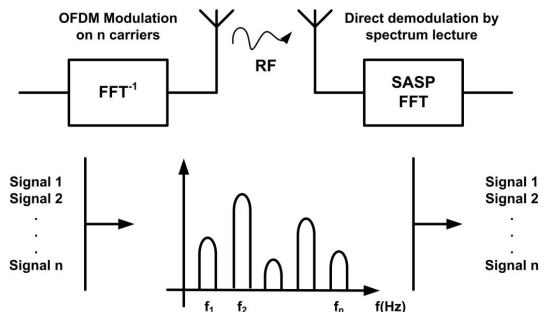 OFDM Modulation
on n carriers
Direct demodulation by
spectrum lecture
RF
FFT-1
SASP
FFT
Signal 1
Signal 2
.
.
.
Signal n
Signal 1
Signal 2
.
.
.
Signal n
f1 f2 fn f(Hz)